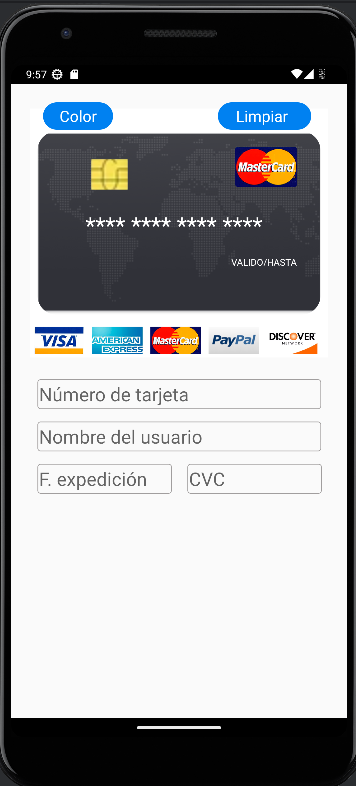 9:57
Color Limpiar
MasterCard
**** **** **** ****
VALIDO/HASTA
VISA AMERICAN EXPRESS MasterCard PayPal DISCOVER NETWORK
Número de tarjeta
Nombre del usuario
F. expedición CVC